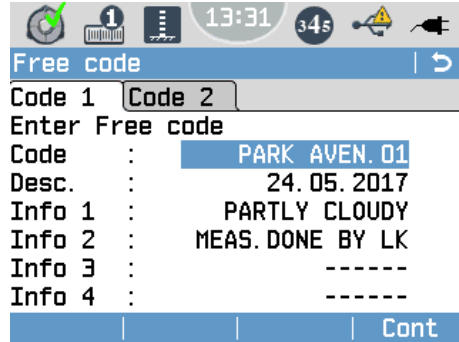 1 13:31 345
Free code
Code 1 Code 2
Enter Free code
Code : PARK AVEN.01
Desc. : 24.05.2017
Info 1 : PARTLY CLOUDY
Info 2 : MEAS.DONE BY LK
Info 3 : ------
Info 4 : ------
Cont